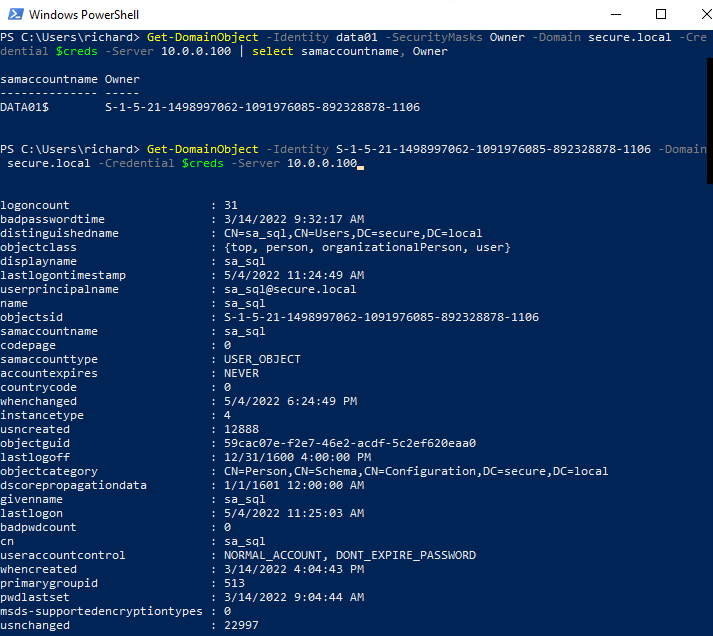 Windows PowerShell
PS C:\Users\richard> Get-DomainObject -Identity data01 -SecurityMasks Owner -Domain secure.local -Cre
dential $creds -Server 10.0.0.100 | select samaccountname, Owner
samaccountname Owner
-------------- -----
DATA01$        S-1-5-21-1498997062-1091976085-892328878-1106
PS C:\Users\richard> Get-DomainObject -Identity S-1-5-21-1498997062-1091976085-892328878-1106 -Domain
 secure.local -Credential $creds -Server 10.0.0.100
logoncount                    : 31
badpasswordtime               : 3/14/2022 9:32:17 AM
distinguishedname             : CN=sa_sql,CN=Users,DC=secure,DC=local
objectclass                   : {top, person, organizationalPerson, user}
displayname                   : sa_sql
lastlogontimestamp            : 5/4/2022 11:24:49 AM
userprincipalname             : sa_sql@secure.local
name                          : sa_sql
objectsid                     : S-1-5-21-1498997062-1091976085-892328878-1106
samaccountname                : sa_sql
codepage                      : 0
samaccounttype                : USER_OBJECT
accountexpires                : NEVER
countrycode                   : 0
whenchanged                   : 5/4/2022 6:24:49 PM
instancetype                  : 4
usncreated                    : 12888
objectguid                    : 59cac07e-f2e7-46e2-acdf-5c2ef620eaa0
lastlogoff                    : 12/31/1600 4:00:00 PM
objectcategory                : CN=Person,CN=Schema,CN=Configuration,DC=secure,DC=local
dscorepropagationdata         : 1/1/1601 12:00:00 AM
givenname                     : sa_sql
lastlogon                     : 5/4/2022 11:25:03 AM
badpwdcount                   : 0
cn                            : sa_sql
useraccountcontrol            : NORMAL_ACCOUNT, DONT_EXPIRE_PASSWORD
whencreated                   : 3/14/2022 4:04:43 PM
primarygroupid                : 513
pwdlastset                    : 3/14/2022 9:04:44 AM
msds-supportedencryptiontypes : 0
usnchanged                    : 22997